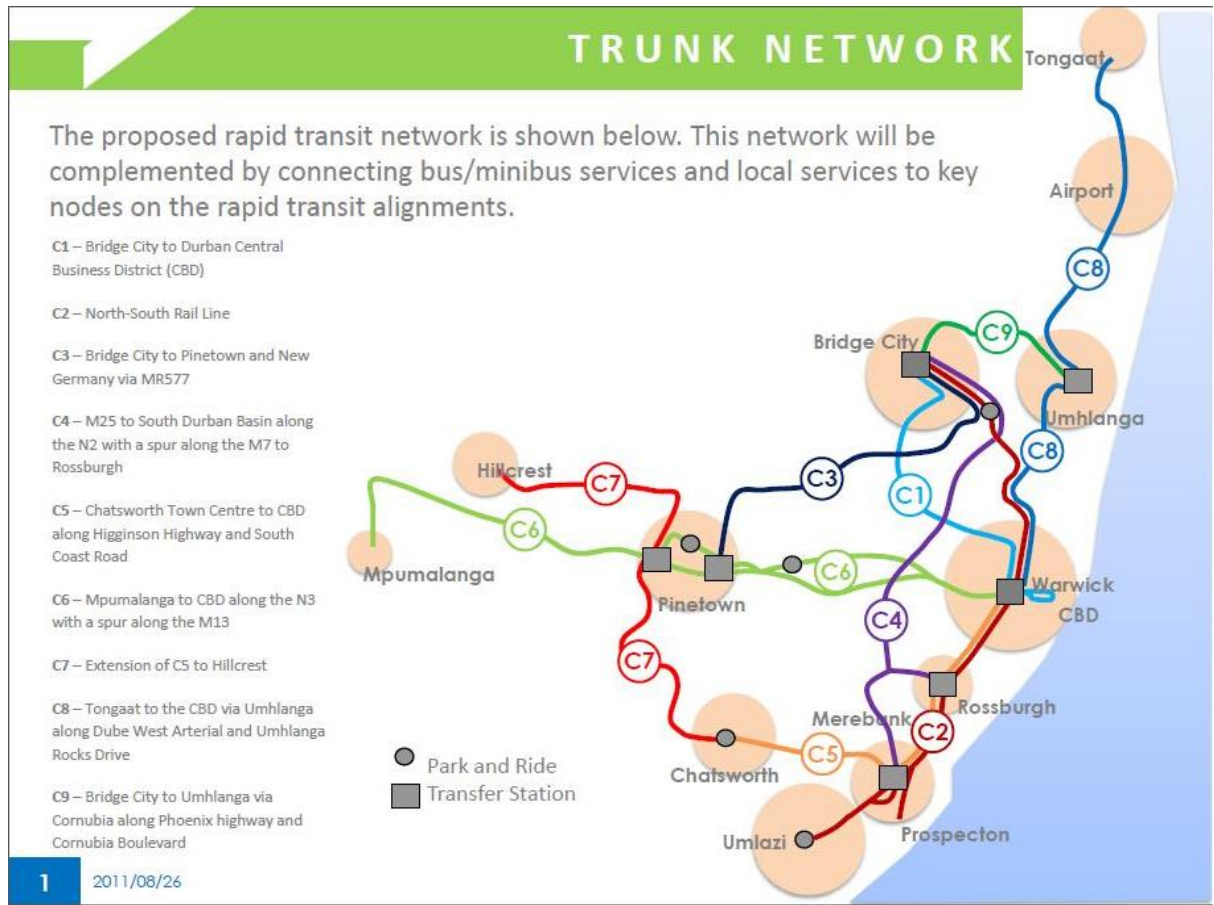 TRUNK NETWORK
The proposed rapid transit network is shown below. This network will be
complemented by connecting bus/minibus services and local services to key
nodes on the rapid transit alignments.
C1 – Bridge City to Durban Central
Business District (CBD)
C2 – North-South Rail Line
C3 – Bridge City to Pinetown and New
Germany via MR577
C4 – M25 to South Durban Basin along
the N2 with a spur along the M7 to
Rossburgh
C5 – Chatsworth Town Centre to CBD
along Higginson Highway and South
Coast Road
C6 – Mpumalanga to CBD along the N3
with a spur along the M13
C7 – Extension of C5 to Hillcrest
C8 – Tongaat to the CBD via Umhlanga
along Dube West Arterial and Umhlanga
Rocks Drive
C9 – Bridge City to Umhlanga via
Cornubia along Phoenix highway and
Cornubia Boulevard
Tongaat
Airport
C8
Bridge City
C9
Umhlanga
C8
Hillcrest
C7
C3
C1
C6
Mpumalanga
C6
Pinetown
Warwick
CBD
C4
C7
Rossburgh
Merebank
C2
C5
Chatsworth
Prospecton
Umlazi
Park and Ride
Transfer Station
1
2011/08/26